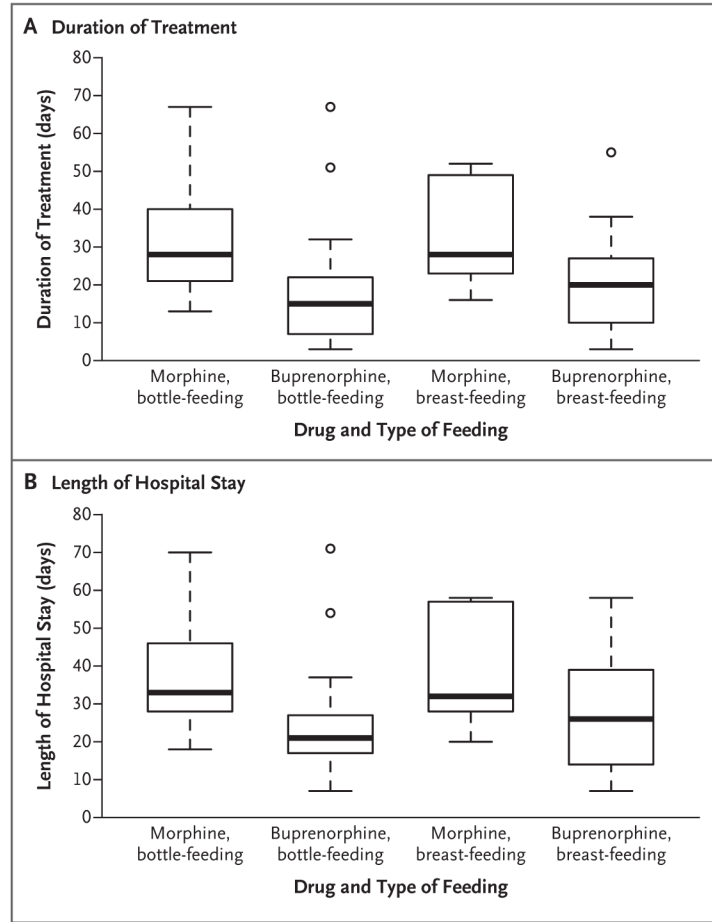 A Duration of Treatment
80
70
60
50
40
30
20
10
0
Duration of Treatment (days)
Morphine, bottle-feeding
Buprenorphine, bottle-feeding
Morphine, breast-feeding
Buprenorphine, breast-feeding
Drug and Type of Feeding
B Length of Hospital Stay
80
70
60
50
40
30
20
10
0
Length of Hospital Stay (days)
Morphine, bottle-feeding
Buprenorphine, bottle-feeding
Morphine, breast-feeding
Buprenorphine, breast-feeding
Drug and Type of Feeding